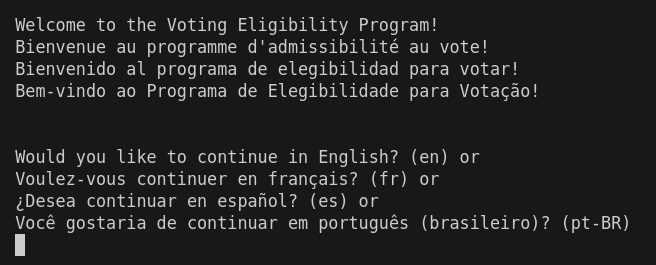 Welcome to the Voting Eligibility Program!
Bienvenue au programme d'admissibilité au vote!
Bienvenido al programa de elegibilidad para votar!
Bem-vindo ao Programa de Elegibilidade para Votação!
Would you like to continue in English? (en) or
Voulez-vous continuer en français? (fr) or
¿Desea continuar en español? (es) or
Você gostaria de continuar em português (brasileiro)? (pt-BR)